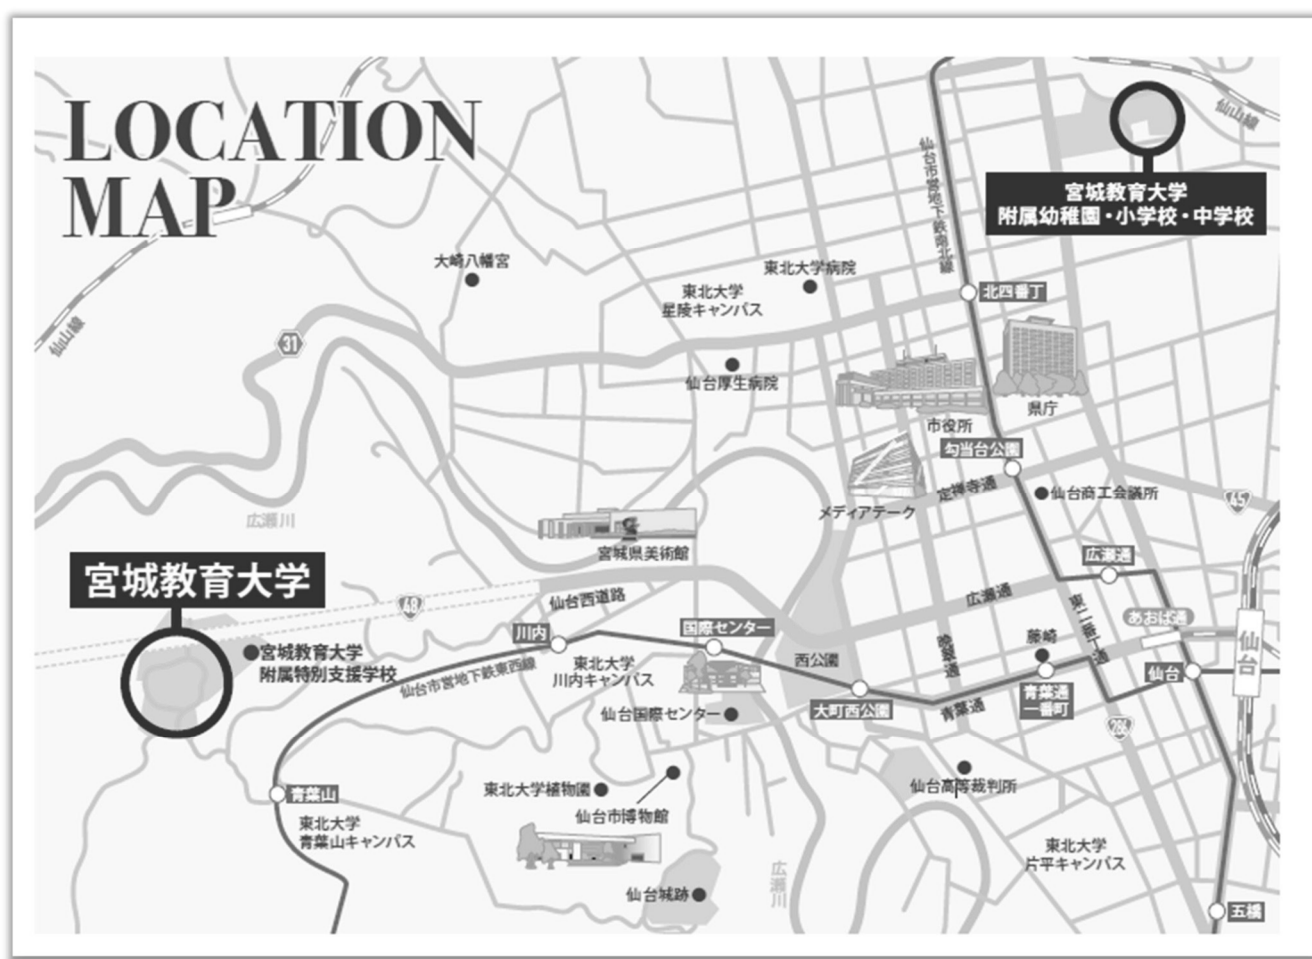 LOCATION
MAP
仙山線
宮城教育大学
附属幼稚園・小学校・中学校
仙台市営地下鉄南北線
大崎八幡宮
東北大学病院
東北大学
星陵キャンパス
北四番丁
仙山線
31
仙台厚生病院
県庁
市役所
勾当台公園
定禅寺通
仙台商工会議所
45
メディアテーク
広瀬川
宮城県美術館
広瀬通
宮城教育大学
48
仙台西道路
広瀬通
東二番丁通
あおば通
川内
国際センター
晩翠通
藤崎
仙台
宮城教育大学
附属特別支援学校
仙台市営地下鉄東西線
東北大学
川内キャンパス
西公園
仙台
大町西公園
青葉通
青葉通
一番町
仙台国際センター
286
仙台高等裁判所
青葉山
東北大学植物園
仙台市博物館
東北大学
青葉山キャンパス
東北大学
片平キャンパス
広瀬川
仙台城跡
五橋